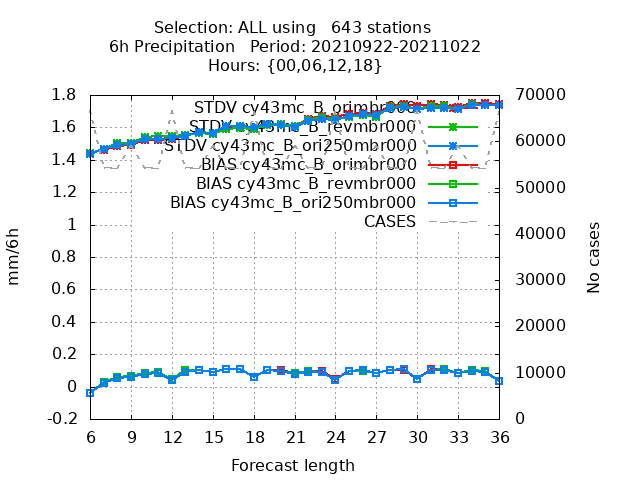 Selection: ALL using   643 stations
6h Precipitation   Period: 20210922-20211022
Hours: {00,06,12,18}
STDV cy43mc_B_orimbr000
STDV cy43mc_B_revmbr000
STDV cy43mc_B_ori250mbr000
BIAS cy43mc_B_orimbr000
BIAS cy43mc_B_revmbr000
BIAS cy43mc_B_ori250mbr000
CASES
1.8
1.6
1.4
1.2
1
0.8
0.6
0.4
0.2
0
-0.2
mm/6h
70000
60000
50000
40000
30000
20000
10000
0
No cases
6 9 12 15 18 21 24 27 30 33 36
Forecast length